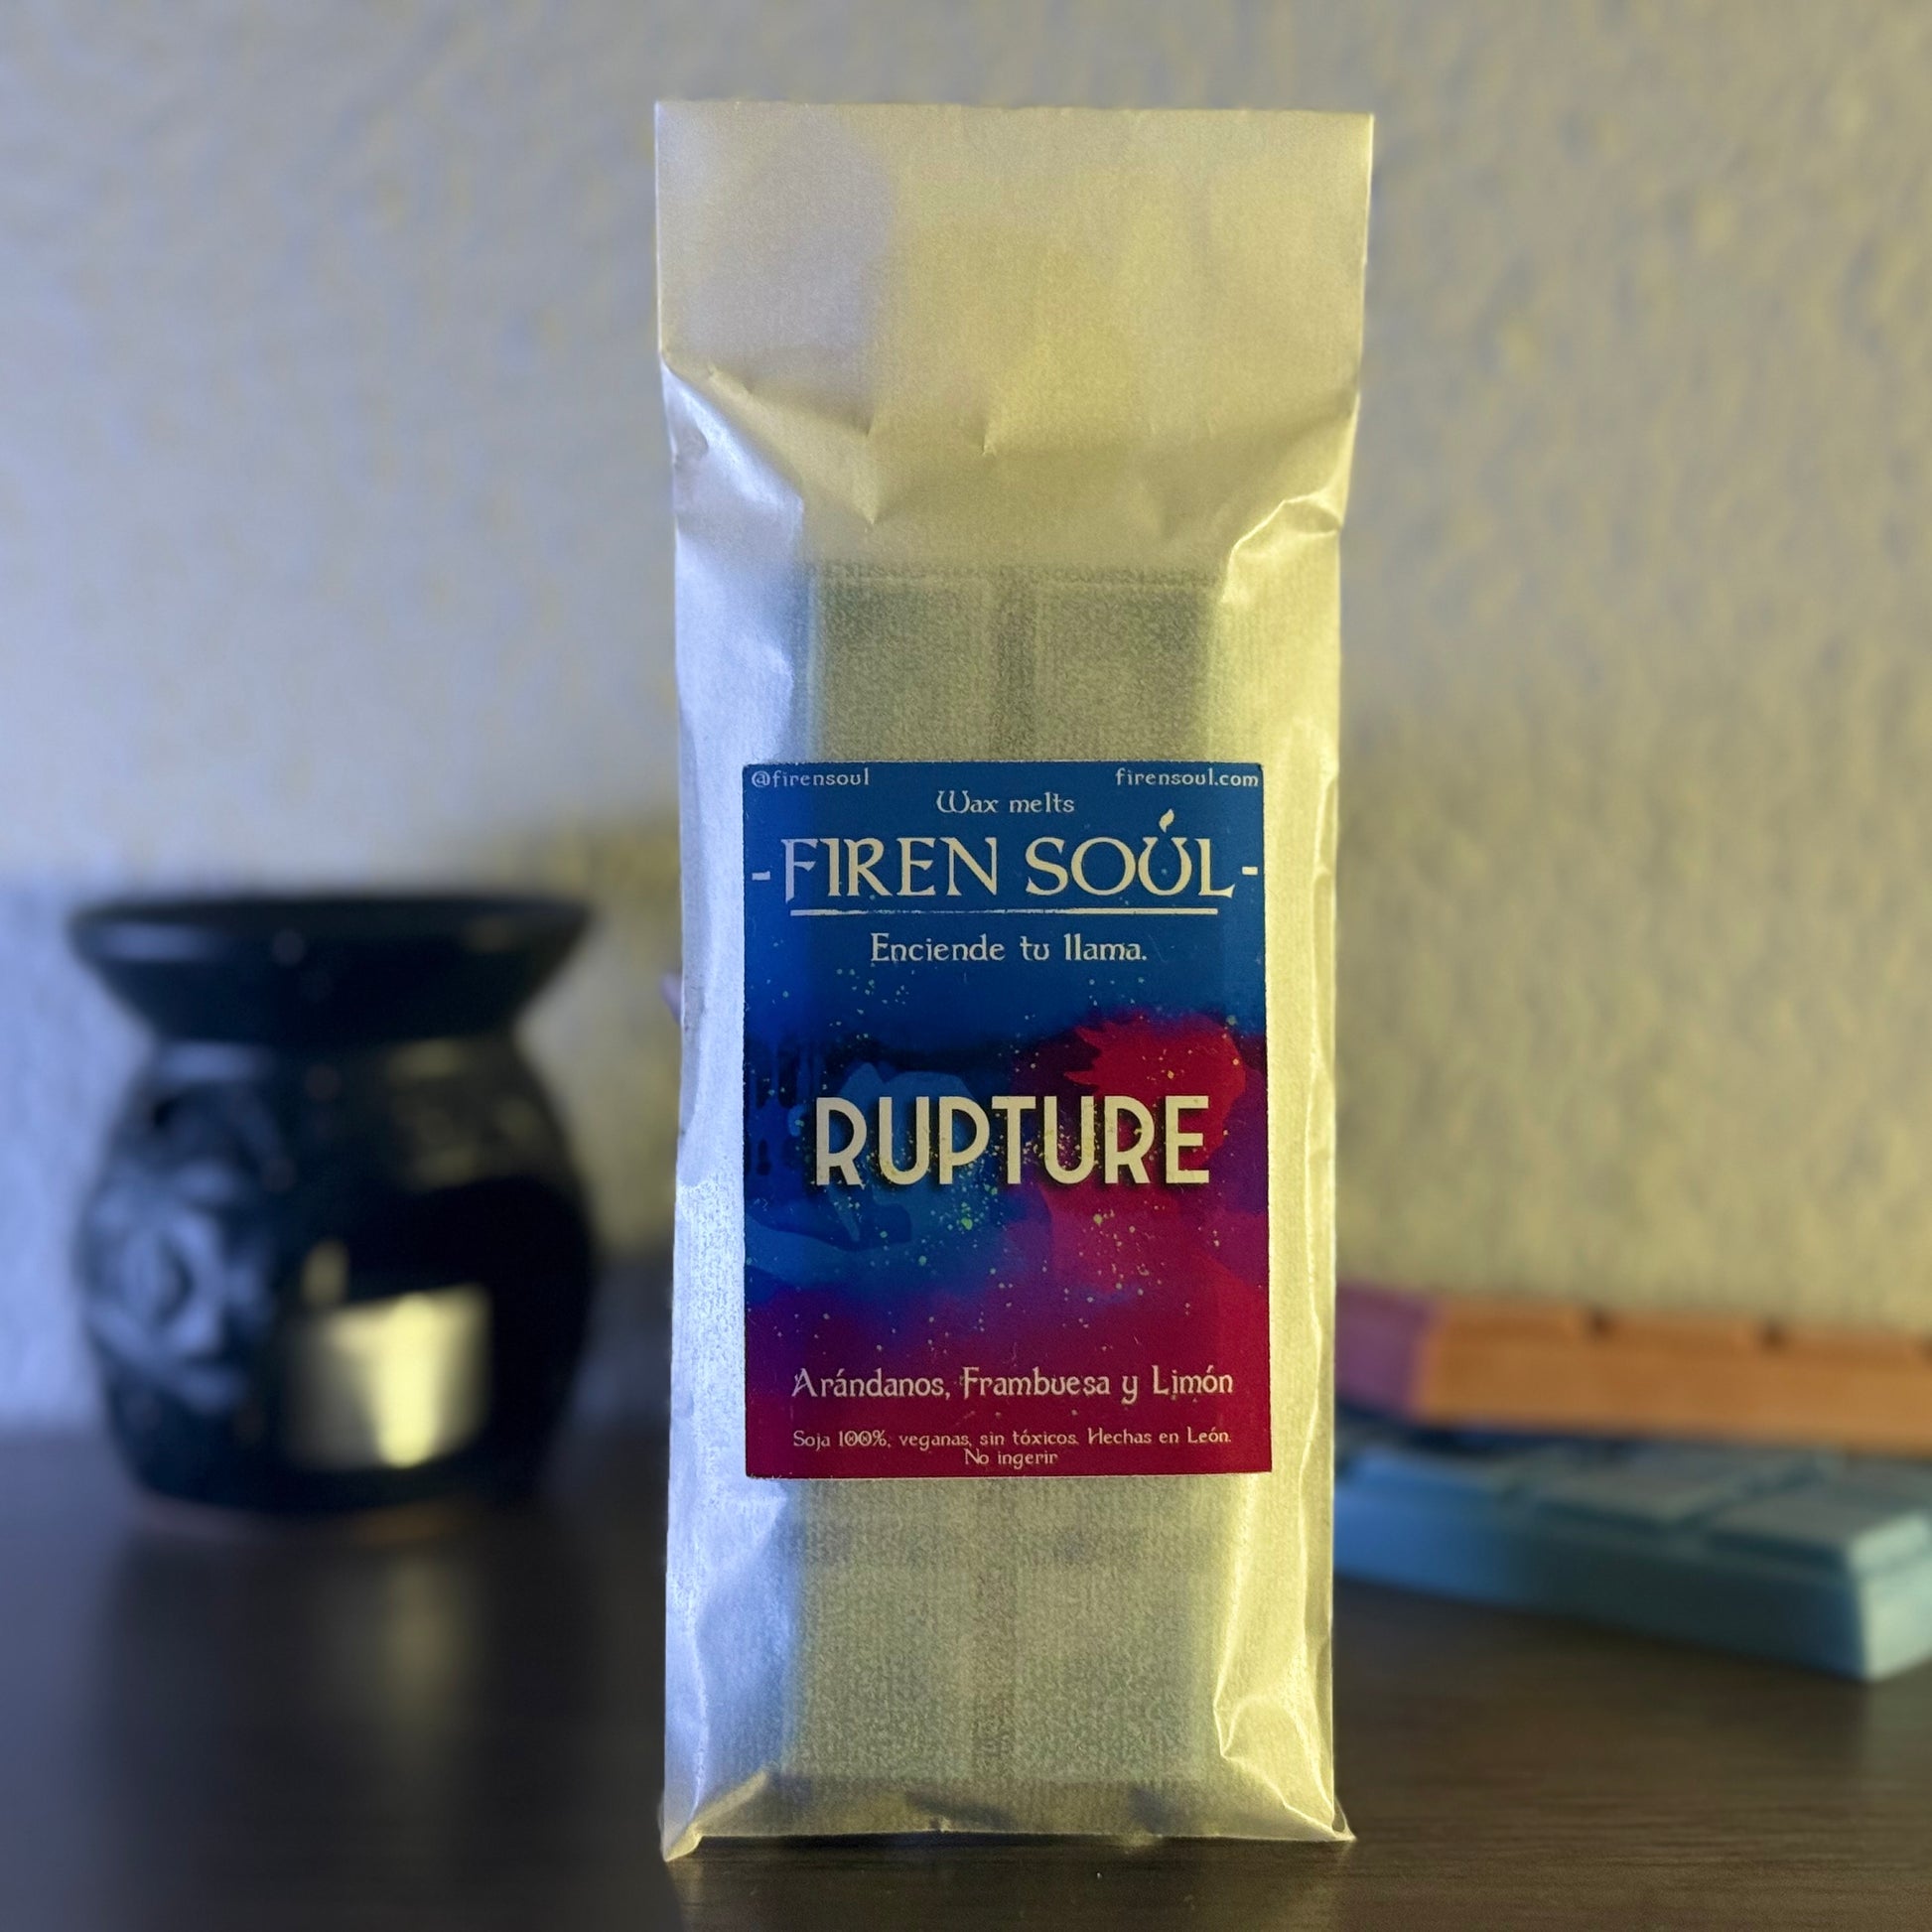 @firensoul firensoul.com
Wax melts
-FIREN SOUL-
Enciende tu llama.
RUPTURE
Arándanos, Frambuesa y Limón
Soja 100%, veganas, sin tóxicos. Hechas en León.
No ingerir